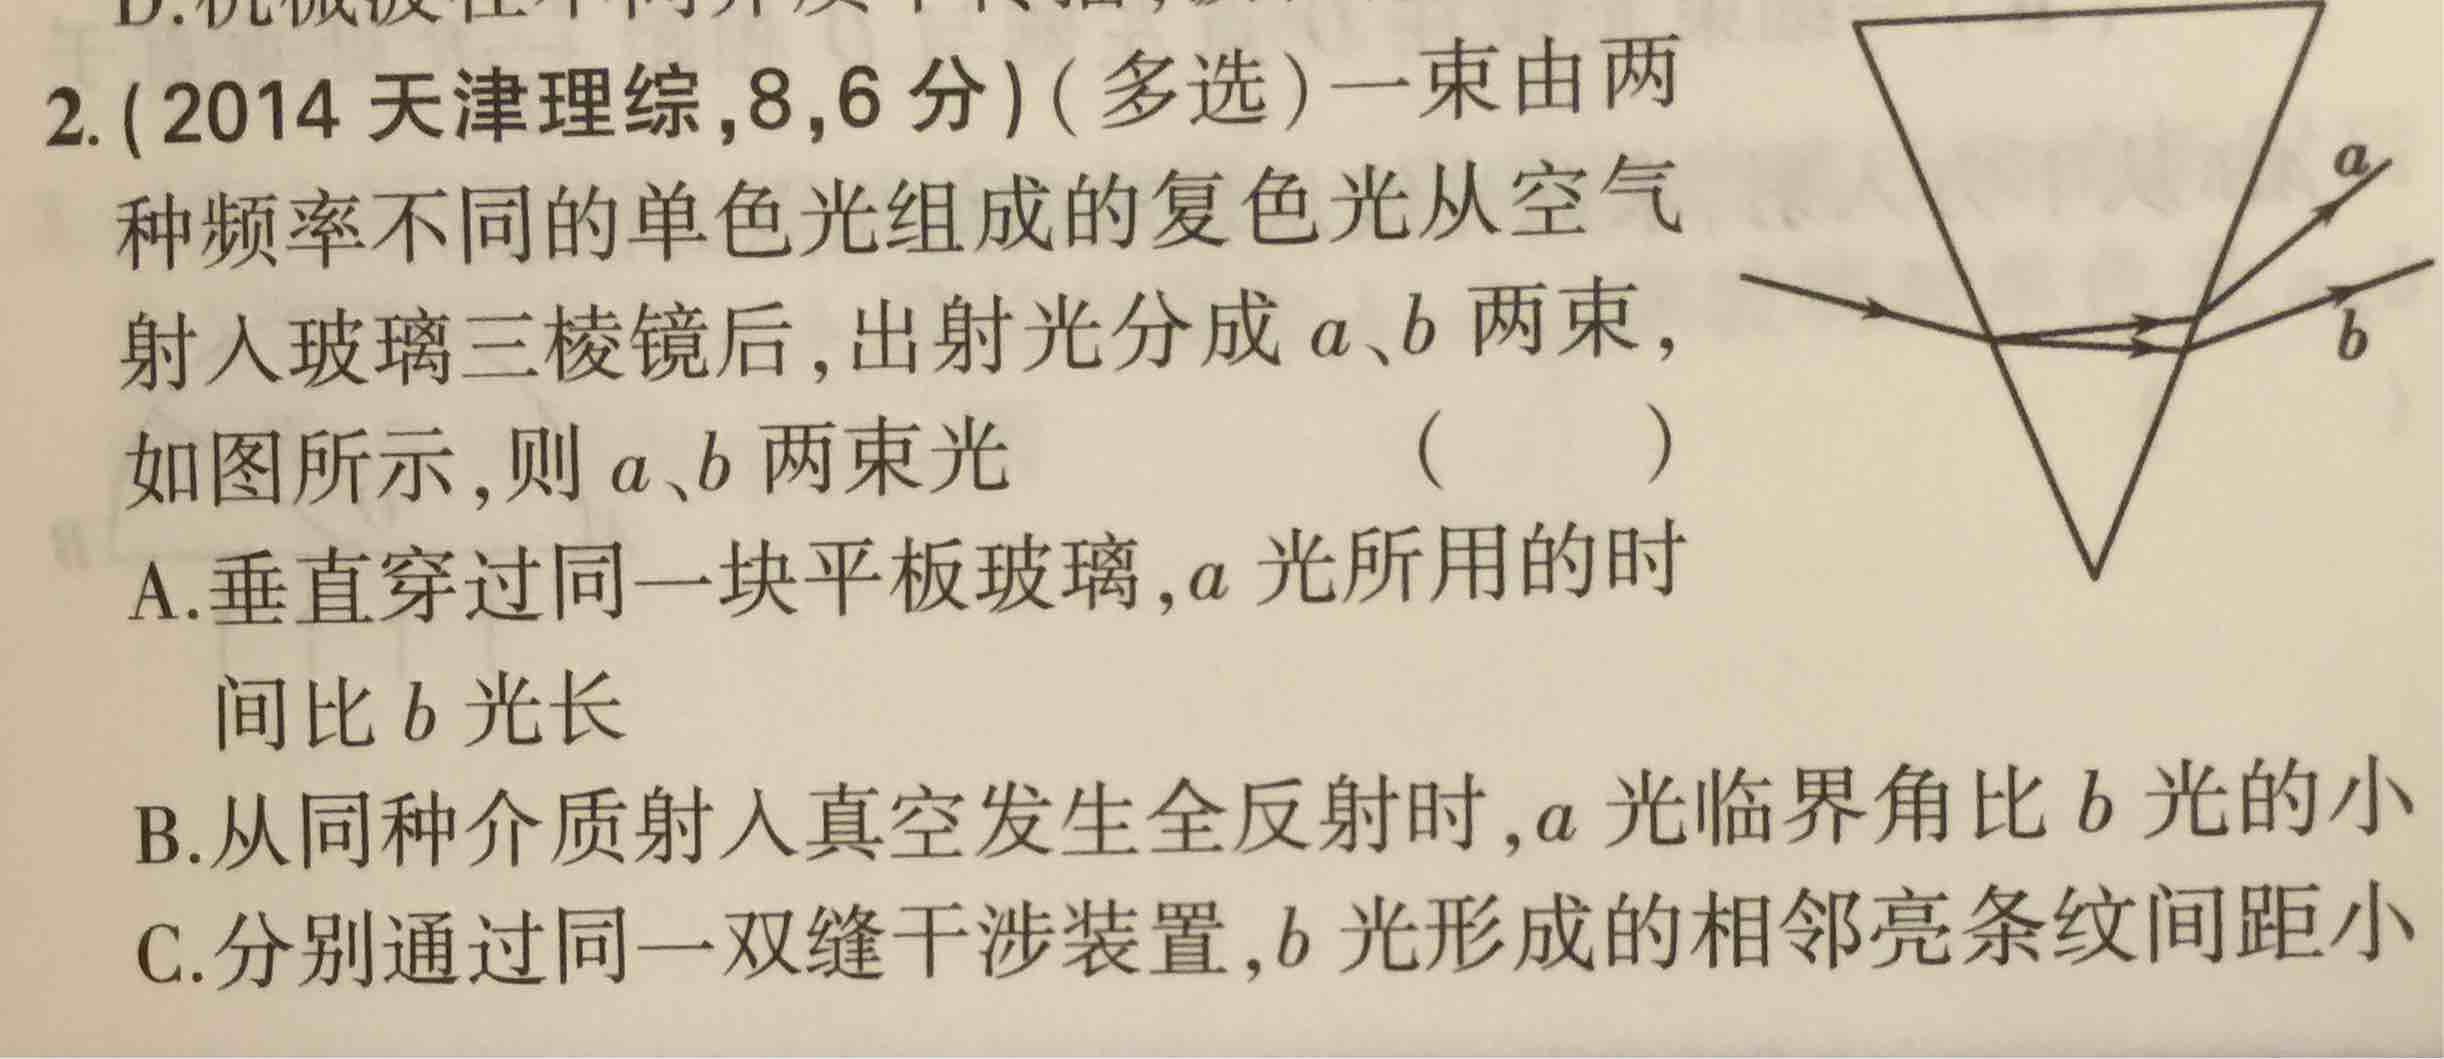 2.(2014 天津理综,8,6 分)(多选)一束由两
种频率不同的单色光组成的复色光从空气
射入玻璃三棱镜后,出射光分成 a、b 两束,
如图所示,则 a、b 两束光 ( )
A.垂直穿过同一块平板玻璃,a 光所用的时
间比 b 光长
B.从同种介质射入真空发生全反射时,a 光临界角比 b 光的小
C.分别通过同一双缝干涉装置,b 光形成的相邻亮条纹间距小
a
b